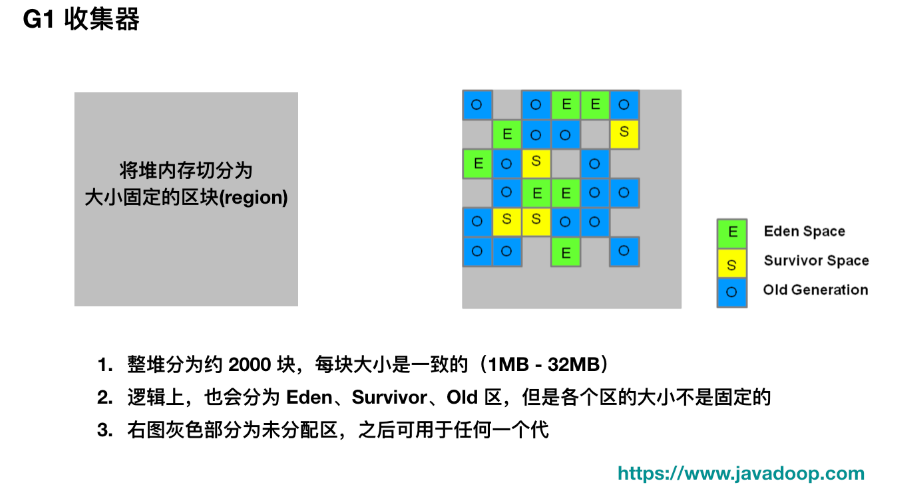 G1 收集器
将堆内存切分为
大小固定的区块(region)
O O E E O
E O O S
E O S O
O E E O O
O S S O O
O O E O
E Eden Space
S Survivor Space
O Old Generation
1. 整堆分为约 2000 块，每块大小是一致的（1MB - 32MB）
2. 逻辑上，也会分为 Eden、Survivor、Old 区，但是各个区的大小不是固定的
3. 右图灰色部分为未分配区，之后可用于任何一个代
https://www.javadoop.com